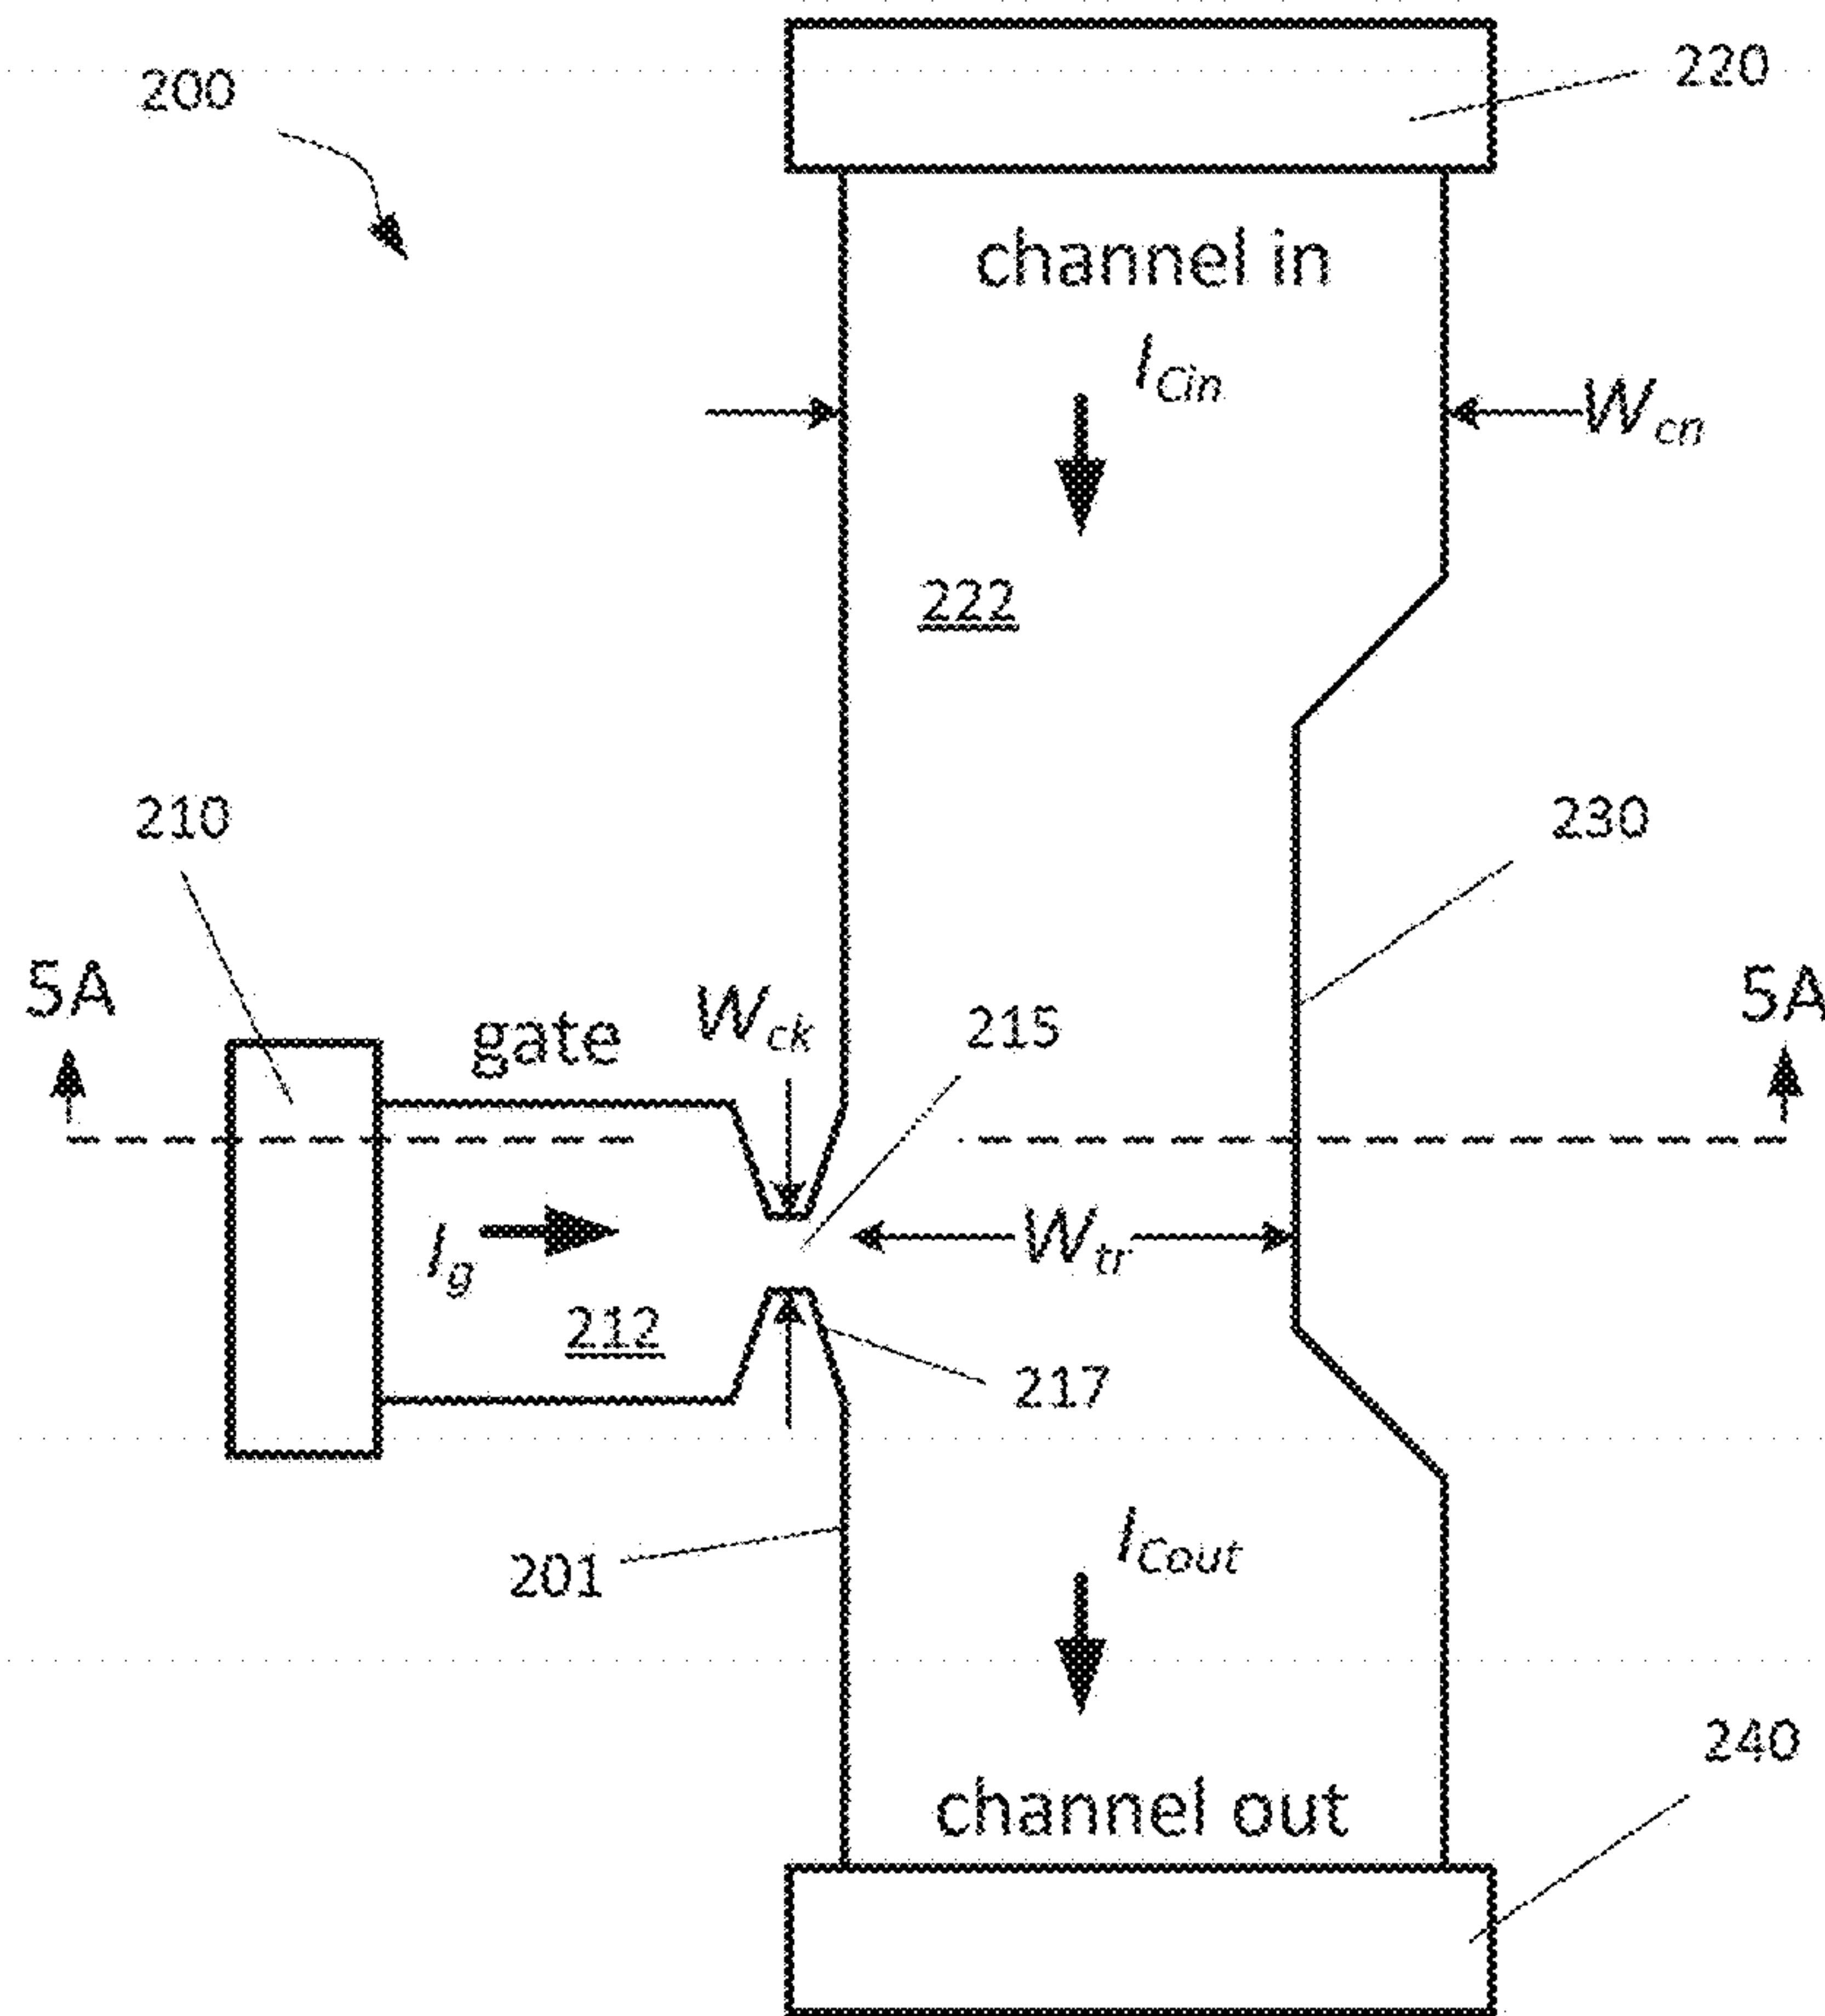 200
220
channel in
I_Cin
W_cn
222
210
230
5A
5A
gate
W_ck
215
I_g
W_tr
212
217
201
I_Cout
240
channel out